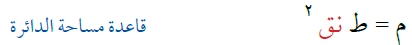 م = ط نق ٢ قاعدة مساحة الدائرة